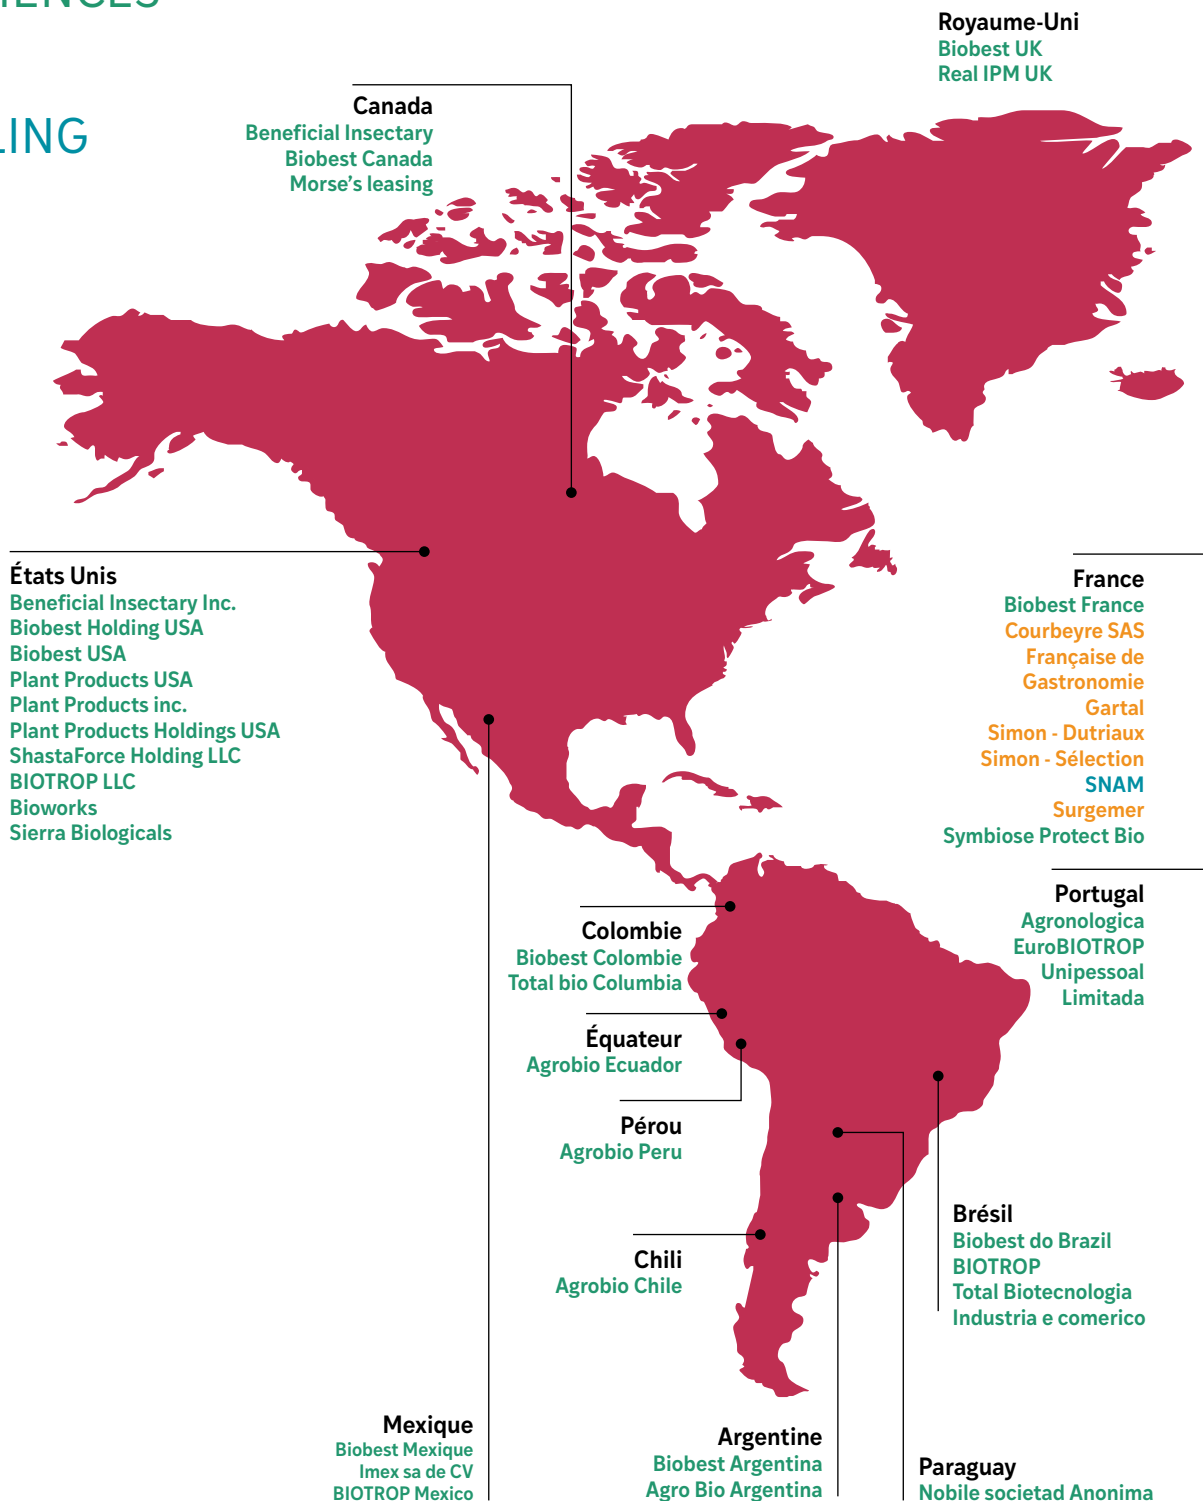 Royaume-Uni
Biobest UK
Real IPM UK
Canada
Beneficial Insectary
Biobest Canada
Morse's leasing
États Unis
Beneficial Insectary Inc.
Biobest Holding USA
Biobest USA
Plant Products USA
Plant Products inc.
Plant Products Holdings USA
ShastaForce Holding LLC
BIOTROP LLC
Bioworks
Sierra Biologicals
France
Biobest France
Courbeyre SAS
Française de
Gastronomie
Gartal
Simon - Dutriaux
Simon - Sélection
SNAM
Surgemer
Symbiose Protect Bio
Portugal
Agronologica
EuroBIOTROP
Unipessoal
Limitada
Colombie
Biobest Colombie
Total bio Columbia
Équateur
Agrobio Ecuador
Pérou
Agrobio Peru
Chili
Agrobio Chile
Brésil
Biobest do Brazil
BIOTROP
Total Biotecnologia
Industria e comerico
Mexique
Biobest Mexique
Imex sa de CV
BIOTROP Mexico
Argentine
Biobest Argentina
Agro Bio Argentina
Paraguay
Nobile societad Anonima